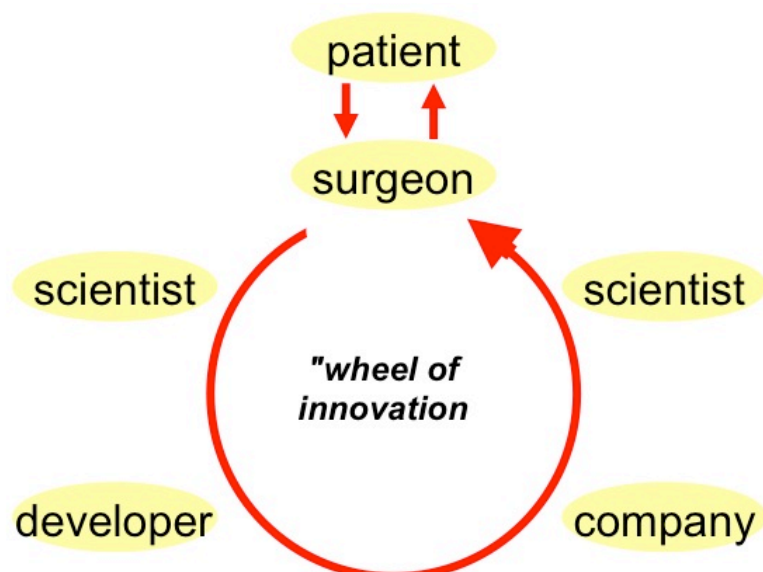 patient
surgeon
scientist
scientist
"wheel of
innovation
developer
company